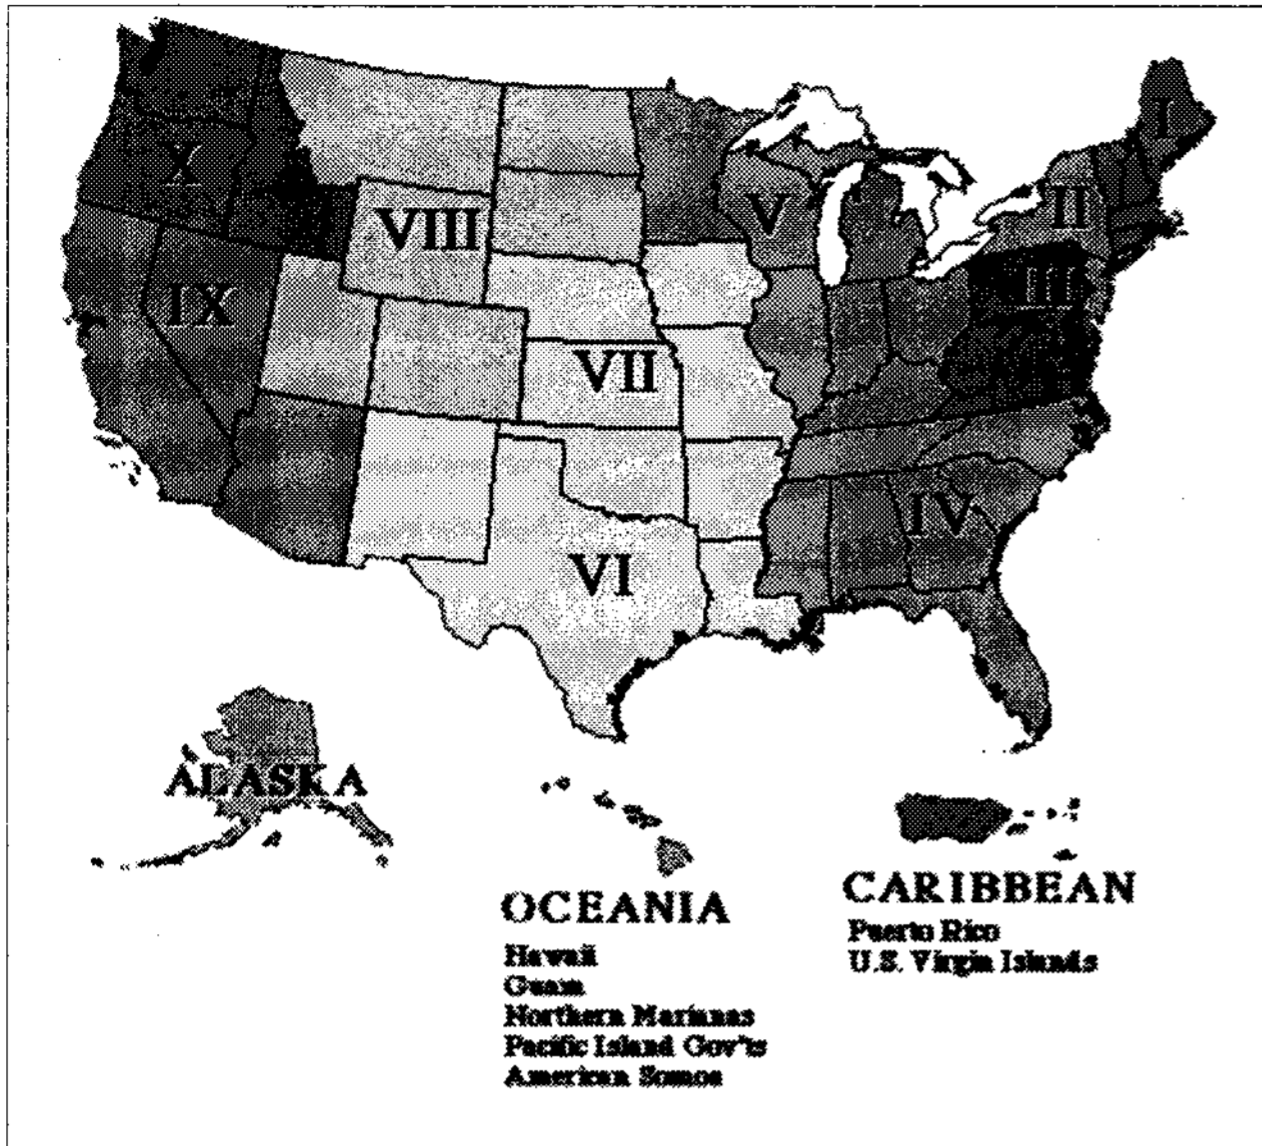 I
X
II
VIII
V
III
IX
VII
IV
VI
ALASKA
OCEANIA
Hawaii
Guam
Northern Marianas
Pacific Island Gov'ts
American Somoa
CARIBBEAN
Puerto Rico
U.S. Virgin Islands